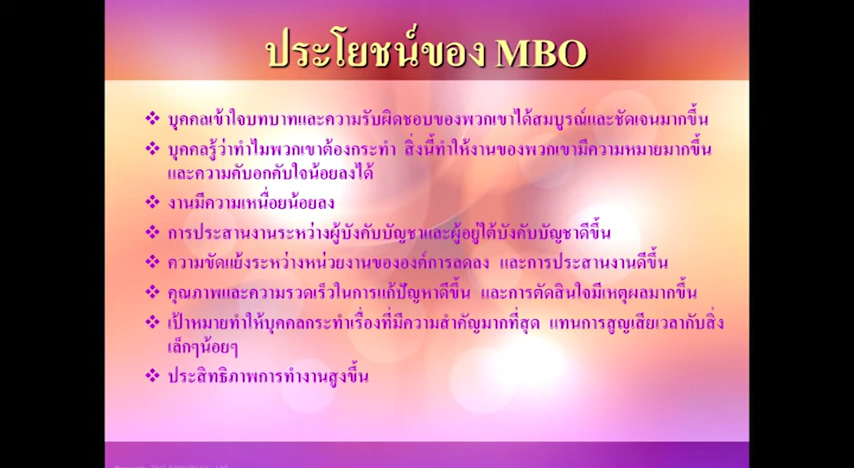 ประโยชน์ของ MBO
❖ บุคคลเข้าใจบทบาทและความรับผิดชอบของพวกเขาได้สมบูรณ์และชัดเจนมากขึ้น
❖ บุคคลรู้ว่าทำไมพวกเขาต้องกระทำ สิ่งนี้ทำให้งานของพวกเขามีความหมายมากขึ้น
และความคับอกคับใจน้อยลงได้
❖ งานมีความเหนื่อยน้อยลง
❖ การประสานงานระหว่างผู้บังคับบัญชาและผู้อยู่ใต้บังคับบัญชาดีขึ้น
❖ ความขัดแย้งระหว่างหน่วยงานขององค์การลดลง และการประสานงานดีขึ้น
❖ คุณภาพและความรวดเร็วในการแก้ปัญหาดีขึ้น และการตัดสินใจมีเหตุผลมากขึ้น
❖ เป้าหมายทำให้บุคคลกระทำเรื่องที่มีความสำคัญมากที่สุด แทนการสูญเสียเวลากับสิ่ง
เล็กๆน้อยๆ
❖ ประสิทธิภาพการทำงานสูงขึ้น